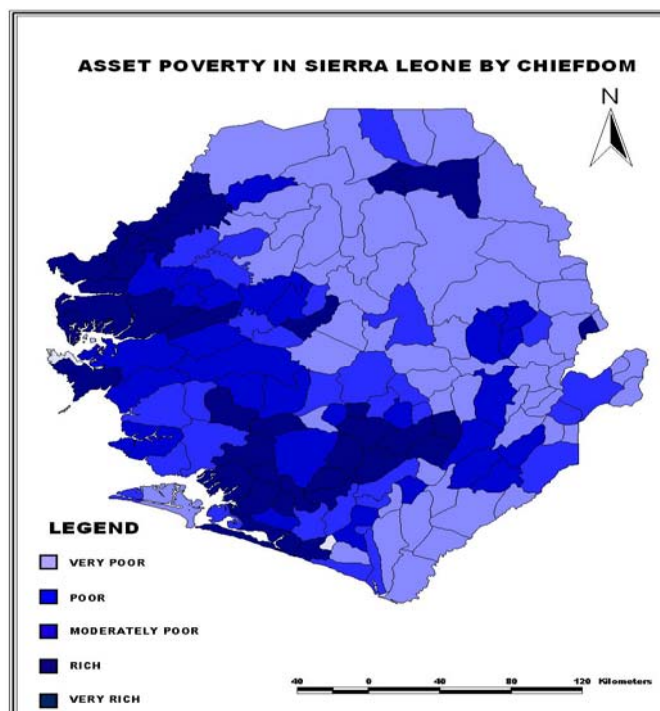 ASSET POVERTY IN SIERRA LEONE BY CHIEFDOM
N
LEGEND
VERY POOR
POOR
MODERATELY POOR
RICH
VERY RICH
40 0 40 80 120 Kilometers